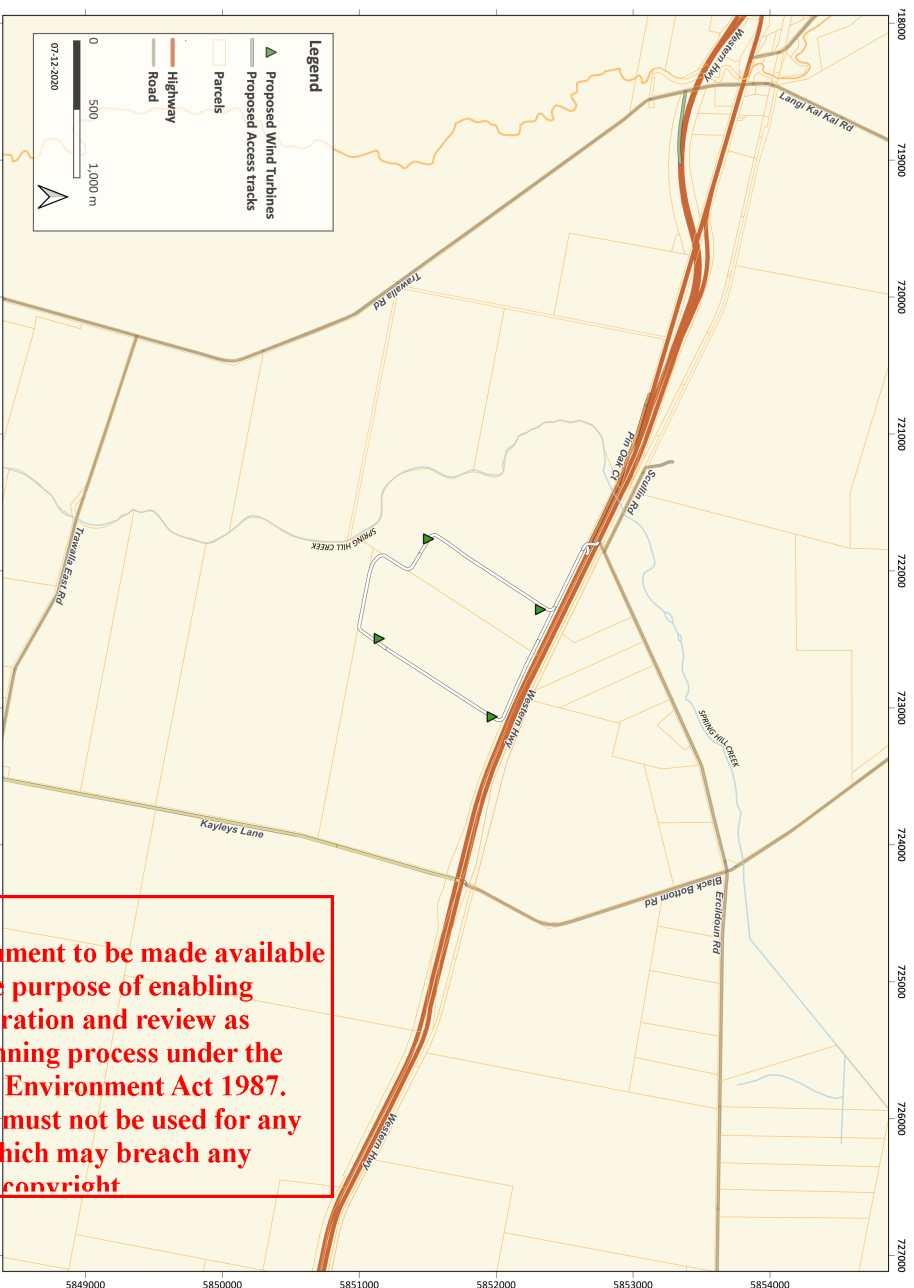 718000
719000
720000
721000
722000
723000
724000
725000
726000
727000
5849000
5850000
5851000
5852000
5853000
5854000
Legend
Proposed Wind Turbines
Proposed Access tracks
Parcels
Highway
Road
0
500
1,000 m
07-12-2020
Western Hwy
Langi Kal Kal Rd
Trawalla Rd
Pin Oak Ct
Scullin Rd
SPRING HILL CREEK
Trawalla East Rd
Western Hwy
SPRING HILL CREEK
Kayleys Lane
Black Bottom Rd
Ercildoun Rd
Western Hwy
ument to be made available
e purpose of enabling
ration and review as
nning process under the
Environment Act 1987.
must not be used for any
hich may breach any
copyright